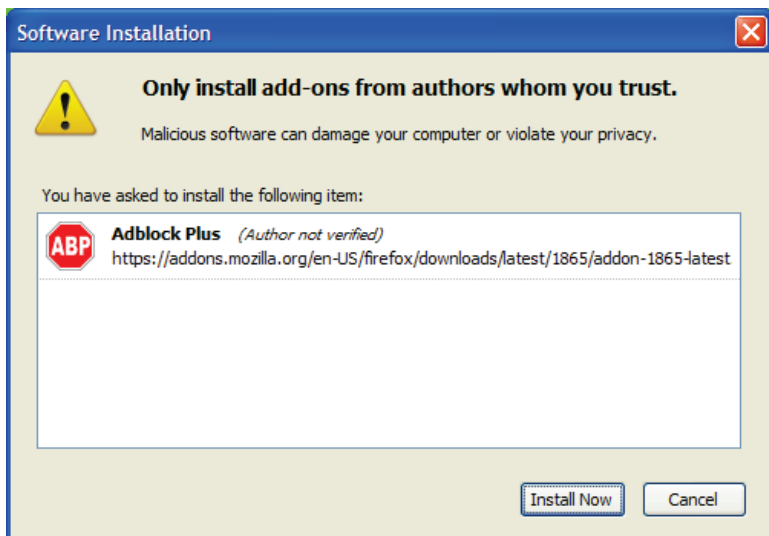 Software Installation
Only install add-ons from authors whom you trust.
Malicious software can damage your computer or violate your privacy.
You have asked to install the following item:
ABP
Adblock Plus (Author not verified)
https://addons.mozilla.org/en-US/firefox/downloads/latest/1865/addon-1865-latest
Install Now Cancel